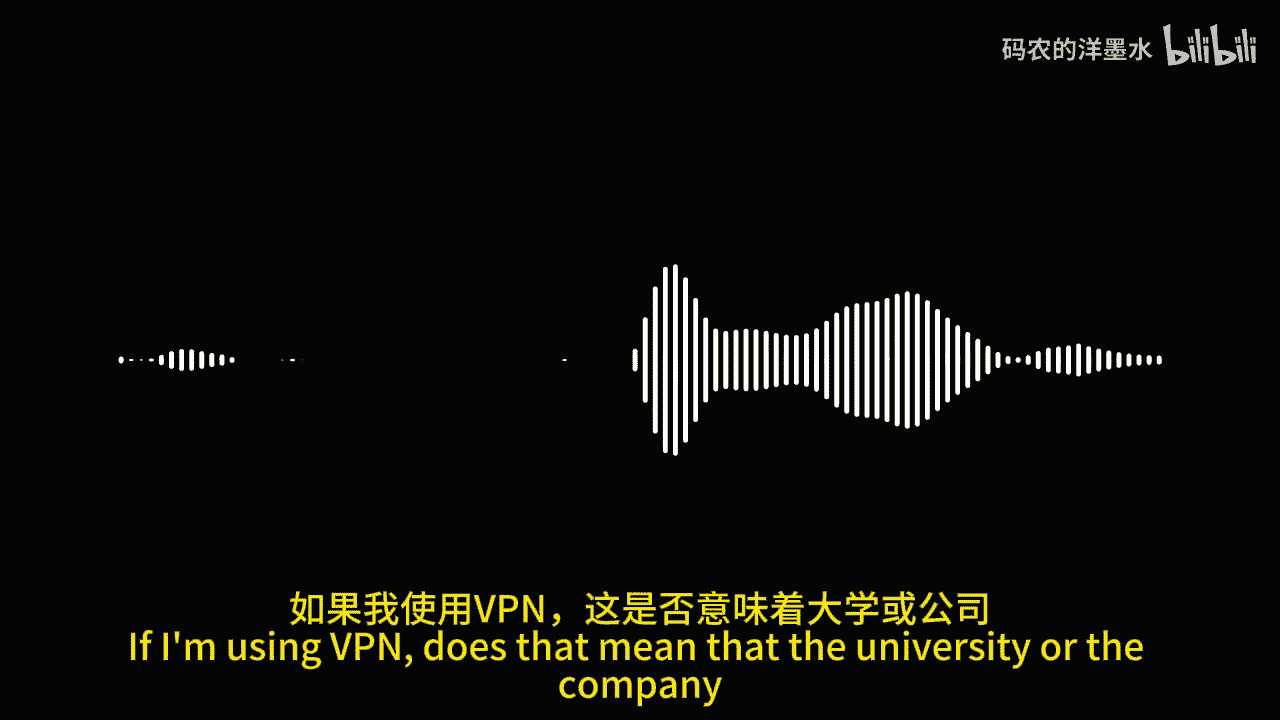 码农的洋墨水 bilibili
如果我使用VPN，这是否意味着大学或公司
If I'm using VPN, does that mean that the university or the
company